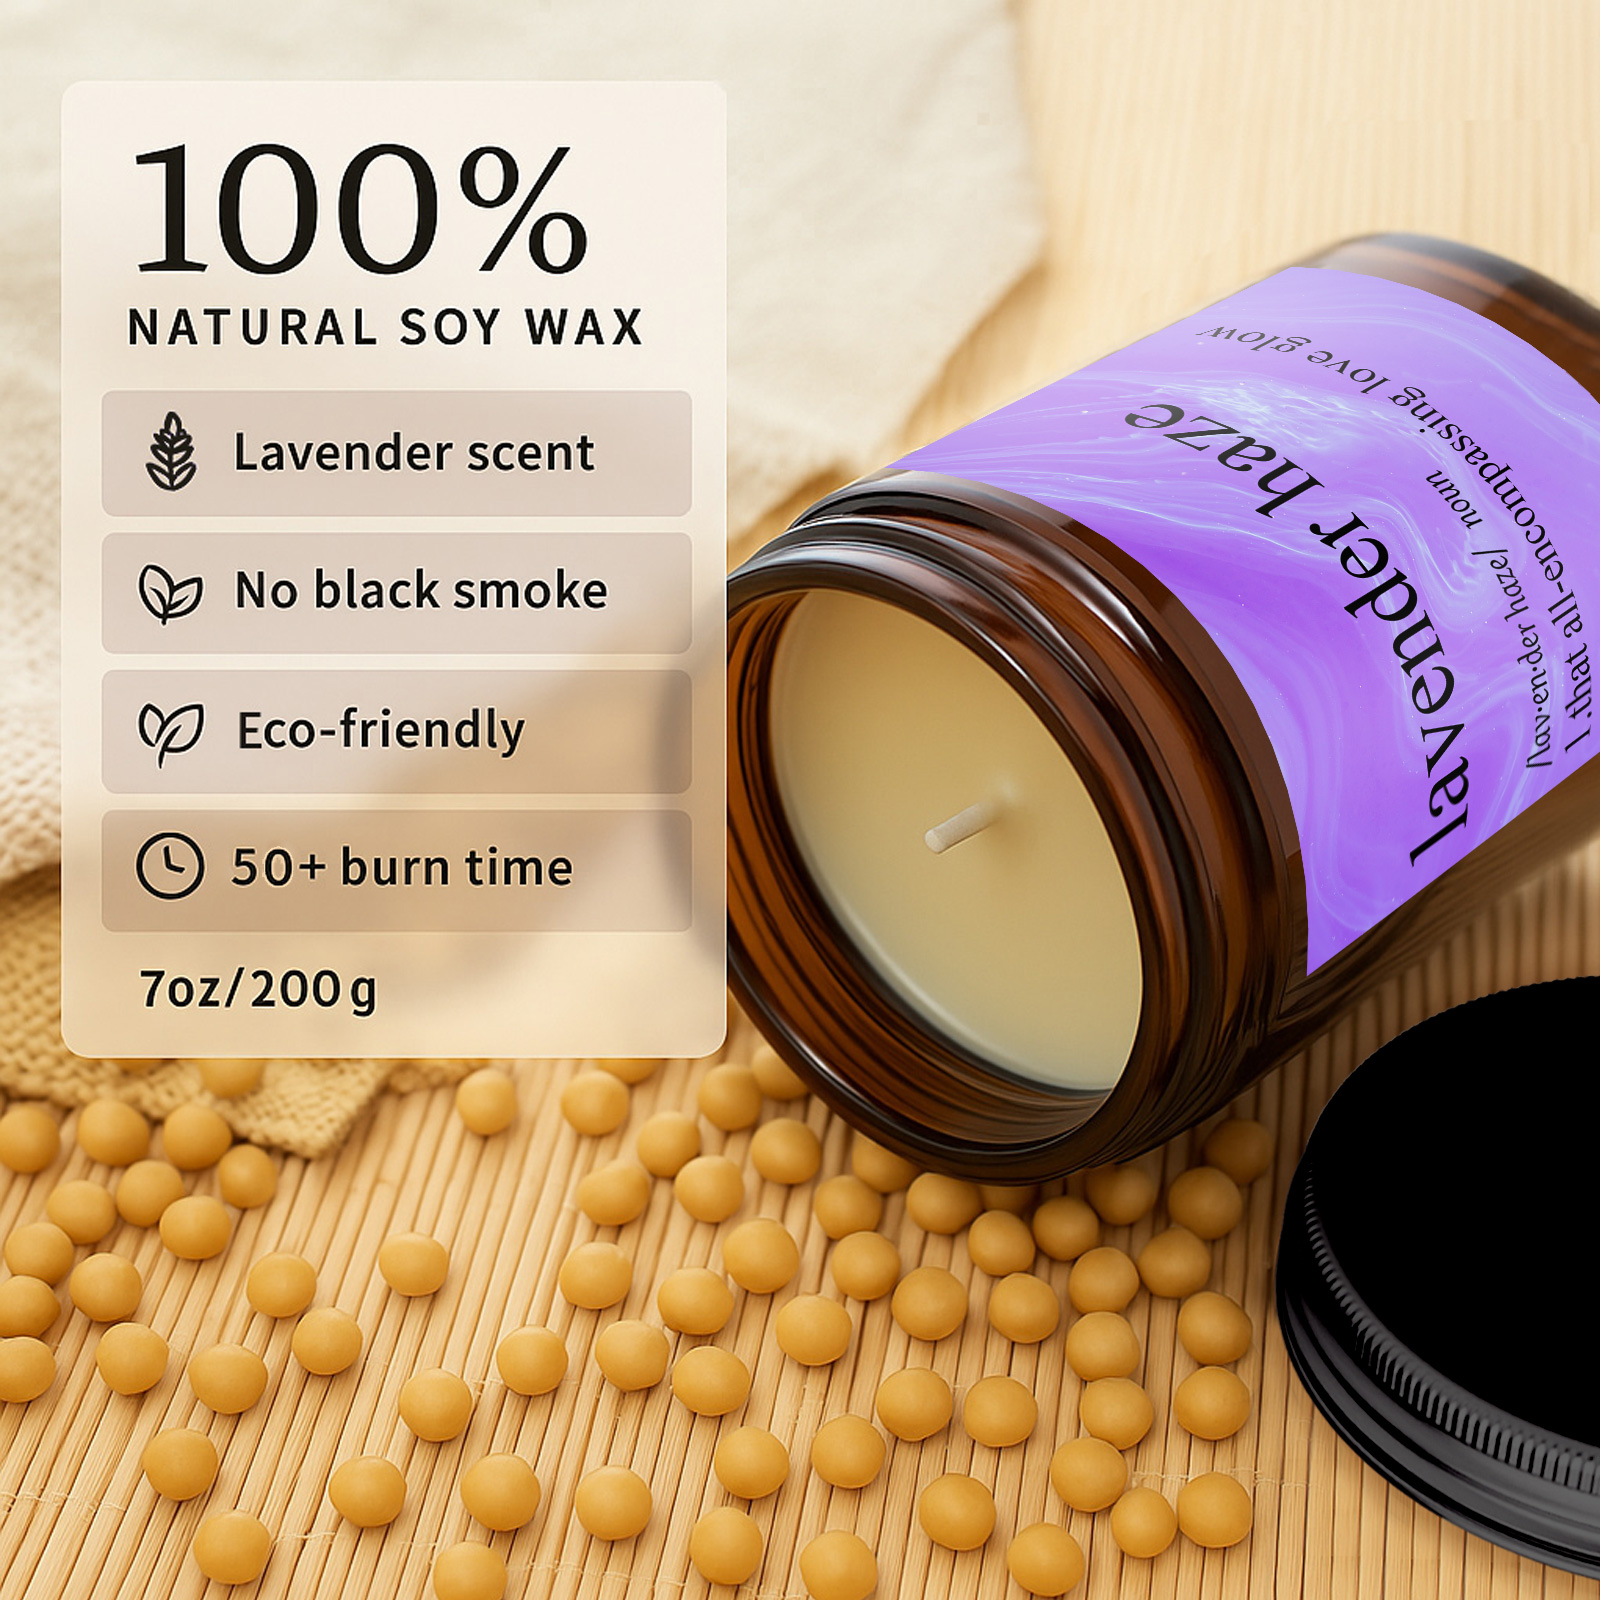 100%
NATURAL SOY WAX
Lavender scent
No black smoke
Eco-friendly
50+ burn time
7oz/200g
lavender haze
/lav·en·der haze/ noun
1. that all-encompassing love glow